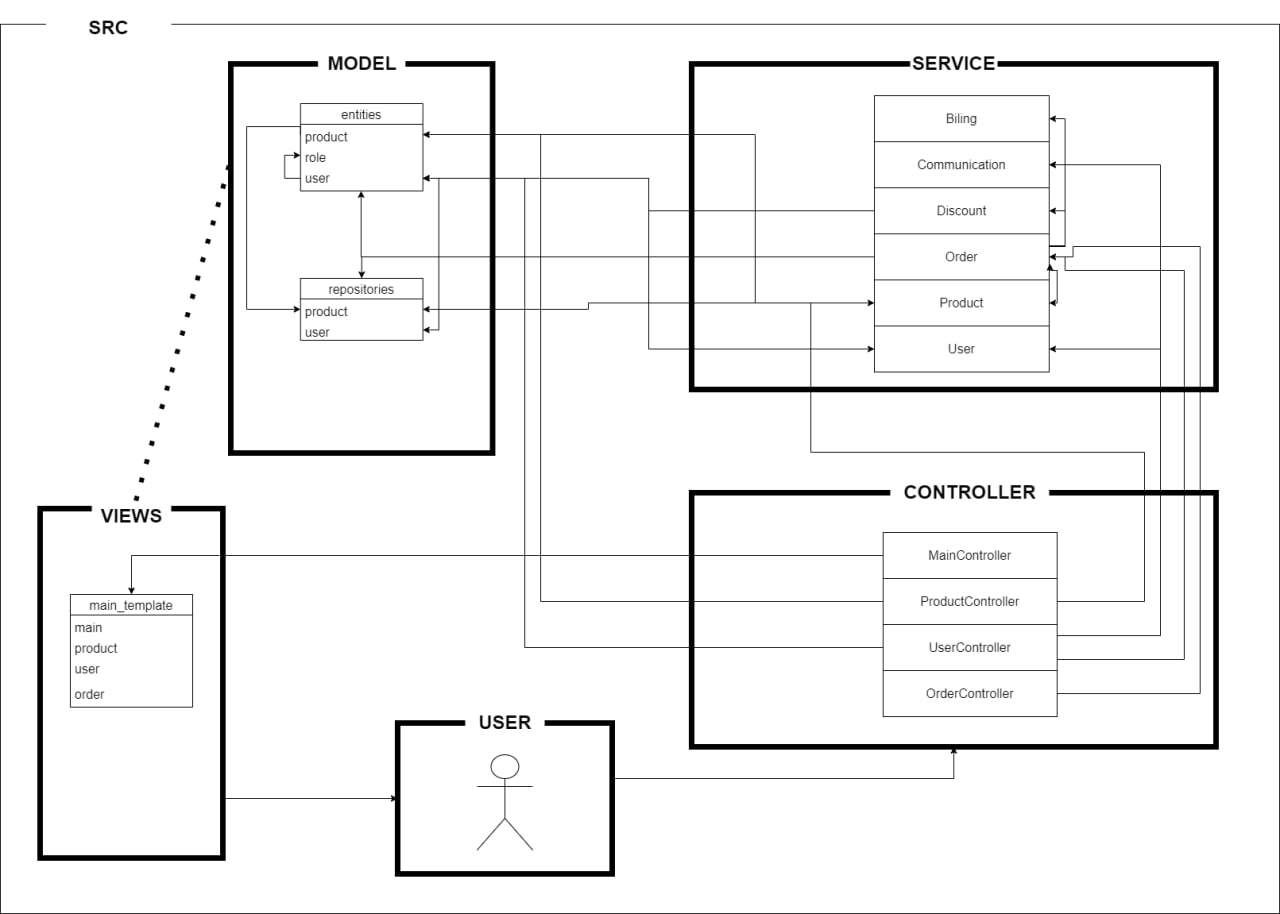 SRC
MODEL
entities
product
role
user
repositories
product
user
SERVICE
Biling
Communication
Discount
Order
Product
User
VIEWS
main_template
main
product
user
order
USER
CONTROLLER
MainController
ProductController
UserController
OrderController